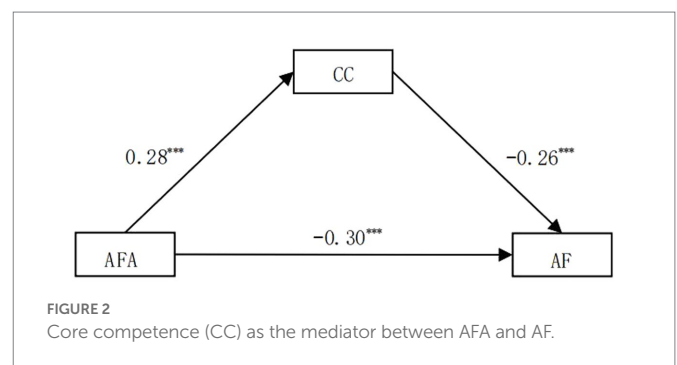 CC
0.28***
-0.26***
-0.30***
AFA
AF
FIGURE 2
Core competence (CC) as the mediator between AFA and AF.